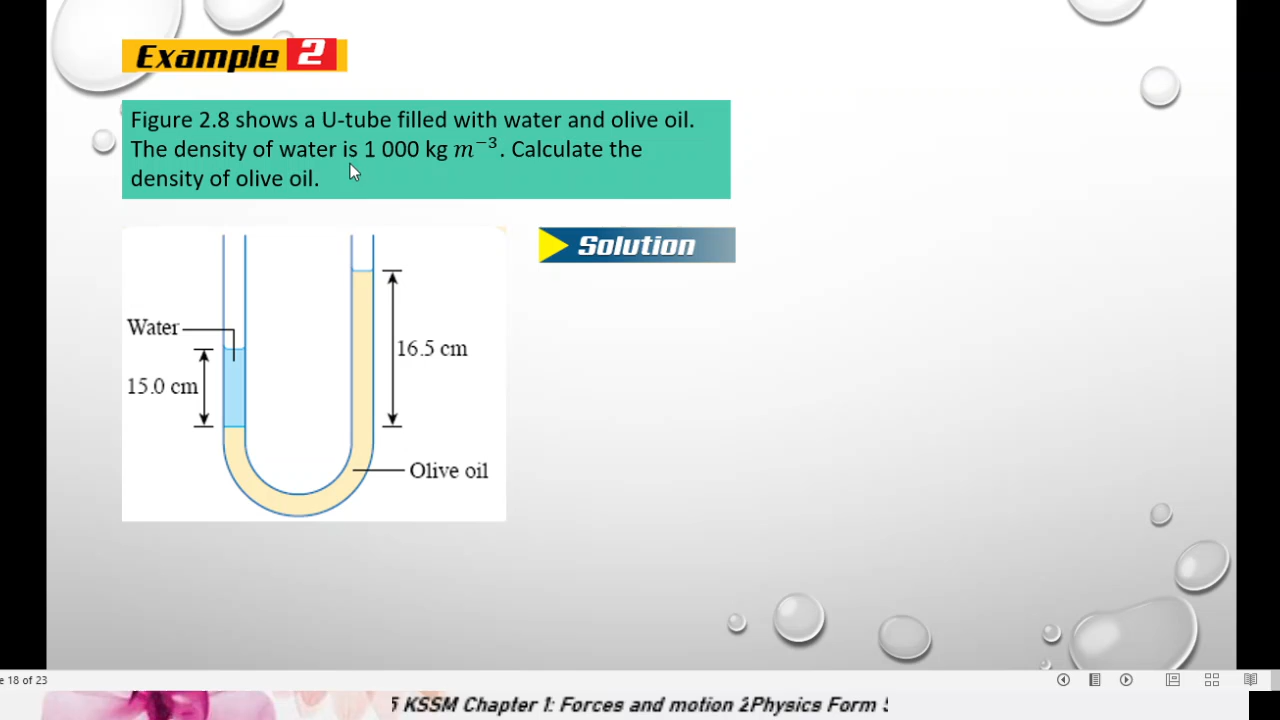 Example 2
Figure 2.8 shows a U-tube filled with water and olive oil.
The density of water is 1 000 kg m⁻³. Calculate the
density of olive oil.
Solution
Water
15.0 cm
16.5 cm
Olive oil
18 of 23
KSSM Chapter 1: Forces and motion 2Physics Form